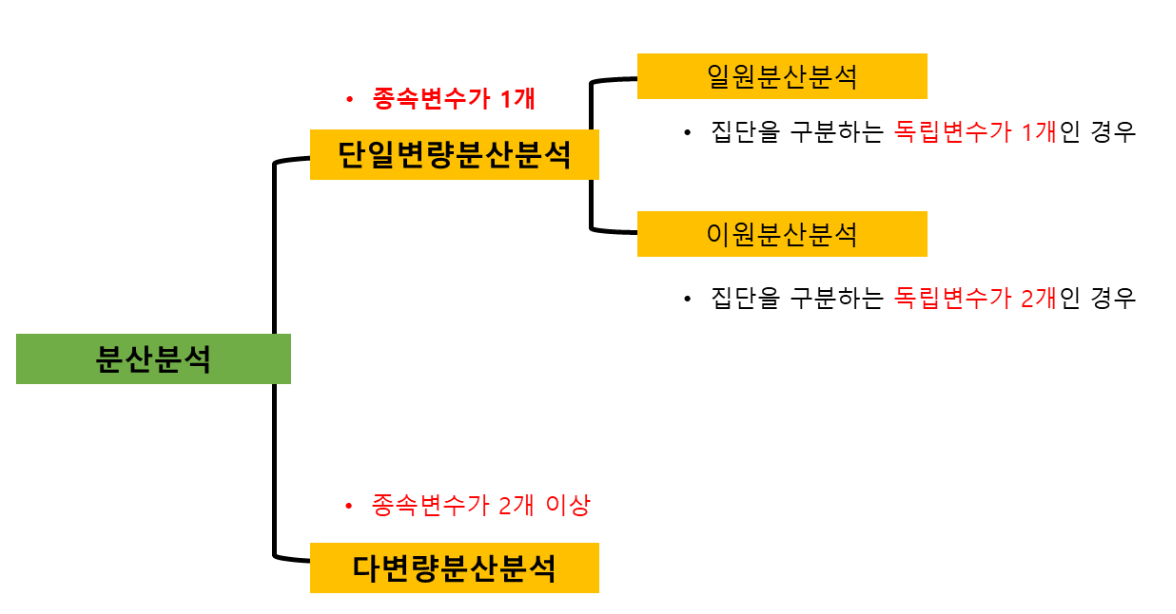 분산분석
• 종속변수가 1개
단일변량분산분석
일원분산분석
• 집단을 구분하는 독립변수가 1개인 경우
이원분산분석
• 집단을 구분하는 독립변수가 2개인 경우
• 종속변수가 2개 이상
다변량분산분석